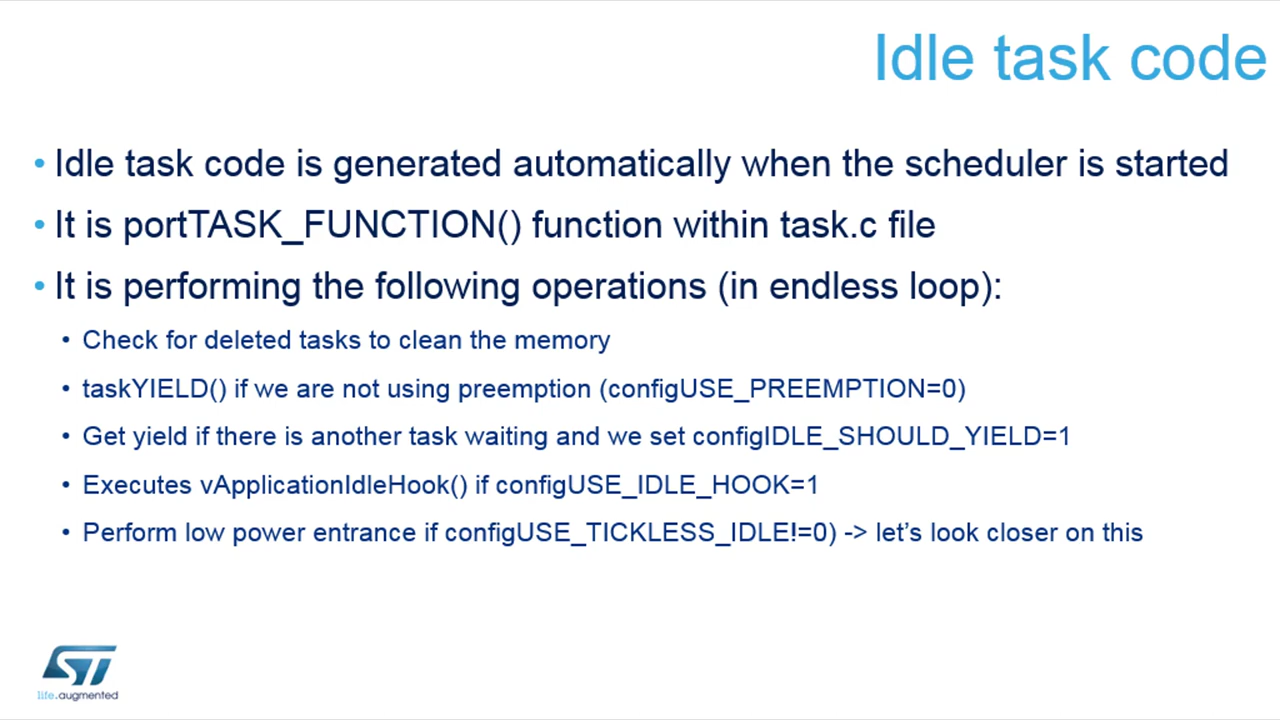 Idle task code
• Idle task code is generated automatically when the scheduler is started
• It is portTASK_FUNCTION() function within task.c file
• It is performing the following operations (in endless loop):
• Check for deleted tasks to clean the memory
• taskYIELD() if we are not using preemption (configUSE_PREEMPTION=0)
• Get yield if there is another task waiting and we set configIDLE_SHOULD_YIELD=1
• Executes vApplicationIdleHook() if configUSE_IDLE_HOOK=1
• Perform low power entrance if configUSE_TICKLESS_IDLE!=0) -> let’s look closer on this
ST
life.augmented